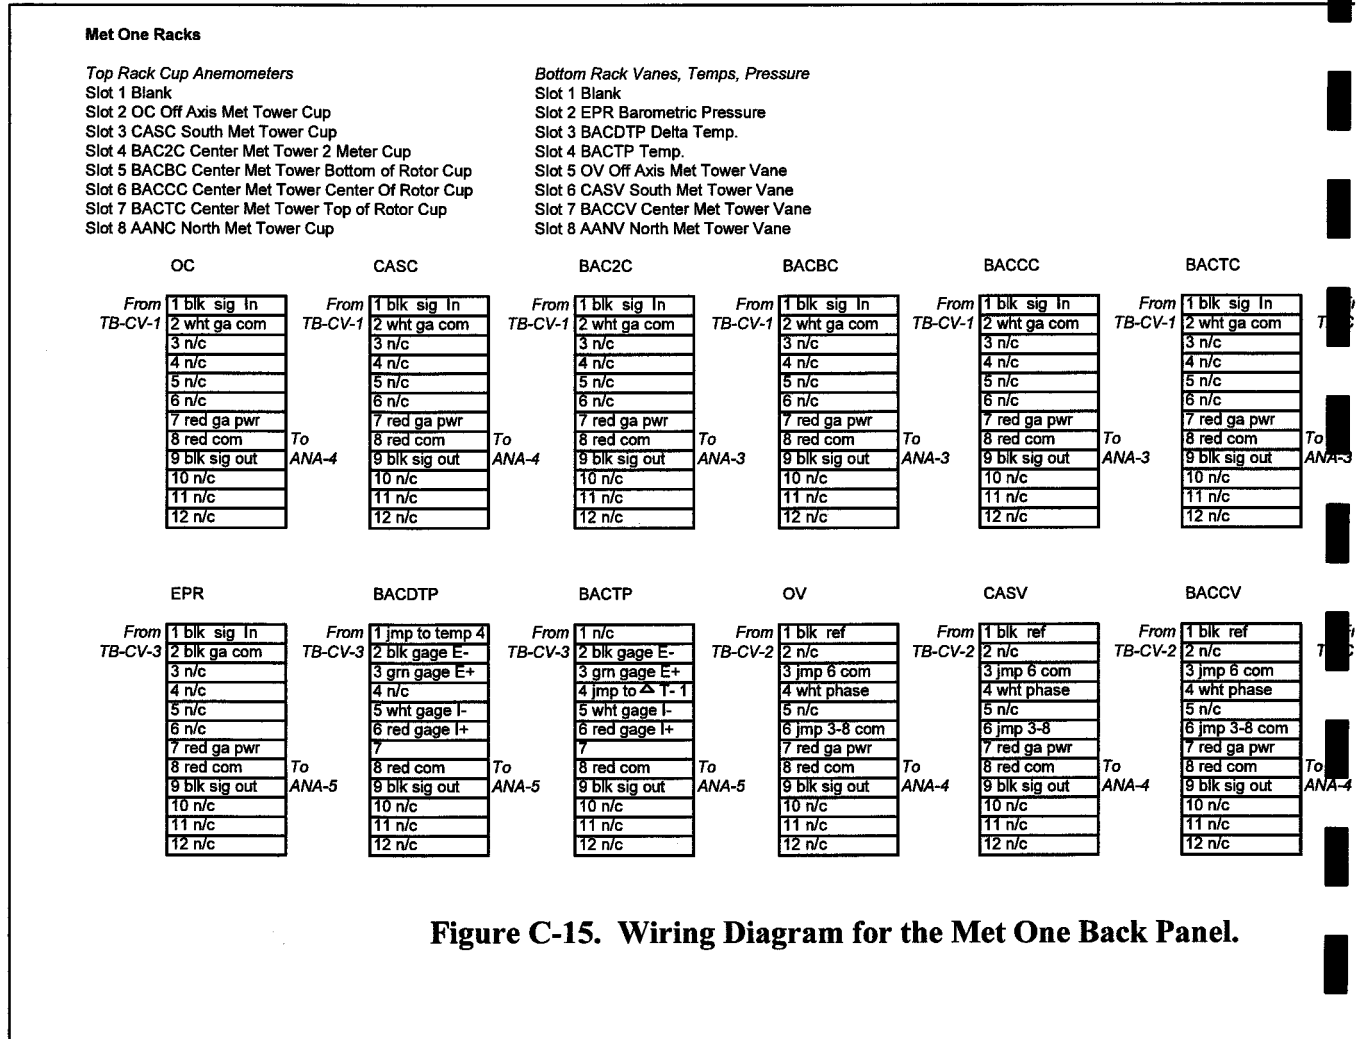 Met One Racks
Top Rack Cup Anemometers
Slot 1 Blank
Slot 2 OC Off Axis Met Tower Cup
Slot 3 CASC South Met Tower Cup
Slot 4 BAC2C Center Met Tower 2 Meter Cup
Slot 5 BACBC Center Met Tower Bottom of Rotor Cup
Slot 6 BACCC Center Met Tower Center Of Rotor Cup
Slot 7 BACTC Center Met Tower Top of Rotor Cup
Slot 8 AANC North Met Tower Cup
Bottom Rack Vanes, Temps, Pressure
Slot 1 Blank
Slot 2 EPR Barometric Pressure
Slot 3 BACDTP Delta Temp.
Slot 4 BACTP Temp.
Slot 5 OV Off Axis Met Tower Vane
Slot 6 CASV South Met Tower Vane
Slot 7 BACCV Center Met Tower Vane
Slot 8 AANV North Met Tower Vane
OC
From
TB-CV-1
1 blk sig In
2 wht ga com
3 n/c
4 n/c
5 n/c
6 n/c
7 red ga pwr
8 red com
9 blk sig out
10 n/c
11 n/c
12 n/c
To
ANA-4
CASC
From
TB-CV-1
1 blk sig In
2 wht ga com
3 n/c
4 n/c
5 n/c
6 n/c
7 red ga pwr
8 red com
9 blk sig out
10 n/c
11 n/c
12 n/c
To
ANA-4
BAC2C
From
TB-CV-1
1 blk sig In
2 wht ga com
3 n/c
4 n/c
5 n/c
6 n/c
7 red ga pwr
8 red com
9 blk sig out
10 n/c
11 n/c
12 n/c
To
ANA-3
BACBC
From
TB-CV-1
1 blk sig In
2 wht ga com
3 n/c
4 n/c
5 n/c
6 n/c
7 red ga pwr
8 red com
9 blk sig out
10 n/c
11 n/c
12 n/c
To
ANA-3
BACCC
From
TB-CV-1
1 blk sig In
2 wht ga com
3 n/c
4 n/c
5 n/c
6 n/c
7 red ga pwr
8 red com
9 blk sig out
10 n/c
11 n/c
12 n/c
To
ANA-3
BACTC
From
TB-CV-1
1 blk sig In
2 wht ga com
3 n/c
4 n/c
5 n/c
6 n/c
7 red ga pwr
8 red com
9 blk sig out
10 n/c
11 n/c
12 n/c
To
ANA-3
EPR
From
TB-CV-3
1 blk sig In
2 blk ga com
3 n/c
4 n/c
5 n/c
6 n/c
7 red ga pwr
8 red com
9 blk sig out
10 n/c
11 n/c
12 n/c
To
ANA-5
BACDTP
From
TB-CV-3
1 jmp to temp 4
2 blk gage E-
3 grn gage E+
4 n/c
5 wht gage I-
6 red gage I+
7
8 red com
9 blk sig out
10 n/c
11 n/c
12 n/c
To
ANA-5
BACTP
From
TB-CV-3
1 n/c
2 blk gage E-
3 grn gage E+
4 jmp to △ T- 1
5 wht gage I-
6 red gage I+
7
8 red com
9 blk sig out
10 n/c
11 n/c
12 n/c
To
ANA-5
OV
From
TB-CV-2
1 blk ref
2 n/c
3 jmp 6 com
4 wht phase
5 n/c
6 jmp 3-8 com
7 red ga pwr
8 red com
9 blk sig out
10 n/c
11 n/c
12 n/c
To
ANA-4
CASV
From
TB-CV-2
1 blk ref
2 n/c
3 jmp 6 com
4 wht phase
5 n/c
6 jmp 3-8
7 red ga pwr
8 red com
9 blk sig out
10 n/c
11 n/c
12 n/c
To
ANA-4
BACCV
From
TB-CV-2
1 blk ref
2 n/c
3 jmp 6 com
4 wht phase
5 n/c
6 jmp 3-8 com
7 red ga pwr
8 red com
9 blk sig out
10 n/c
11 n/c
12 n/c
To
ANA-4
Figure C-15. Wiring Diagram for the Met One Back Panel.